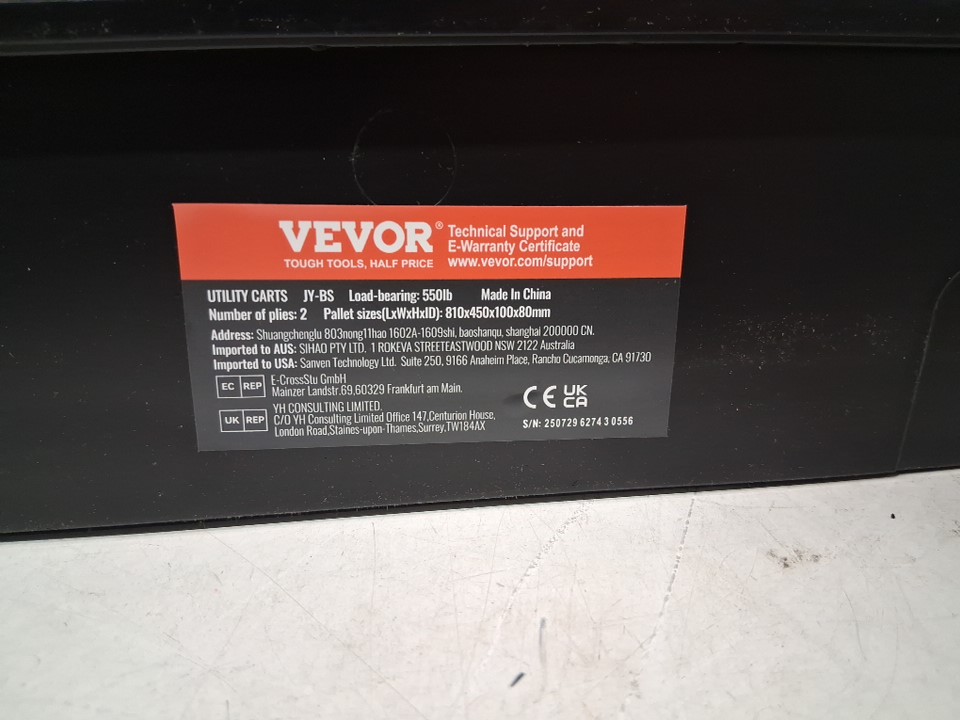 VEVOR®
TOUGH TOOLS, HALF PRICE
Technical Support and
E-Warranty Certificate
www.vevor.com/support
UTILITY CARTS JY-BS Load-bearing: 550lb Made In China
Number of plies: 2 Pallet sizes(LxWxHxID): 810x450x100x80mm
Address: Shuangchenglu 803nong11hao 1602A-1609shi, baoshanqu, shanghai 200000 CN.
Imported to AUS: SIHAO PTY LTD. 1 ROKEVA STREETEASTWOOD NSW 2122 Australia
Imported to USA: Sanven Technology Ltd. Suite 250, 9166 Anaheim Place, Rancho Cucamonga, CA 91730
EC REP
E-CrossStu GmbH
Mainzer Landstr.69,60329 Frankfurt am Main.
UK REP
YH CONSULTING LIMITED.
C/O YH Consulting Limited Office 147,Centurion House,
London Road,Staines-upon-Thames,Surrey,TW184AX
CE UK
CA
S/N: 250729 6274 3 0556